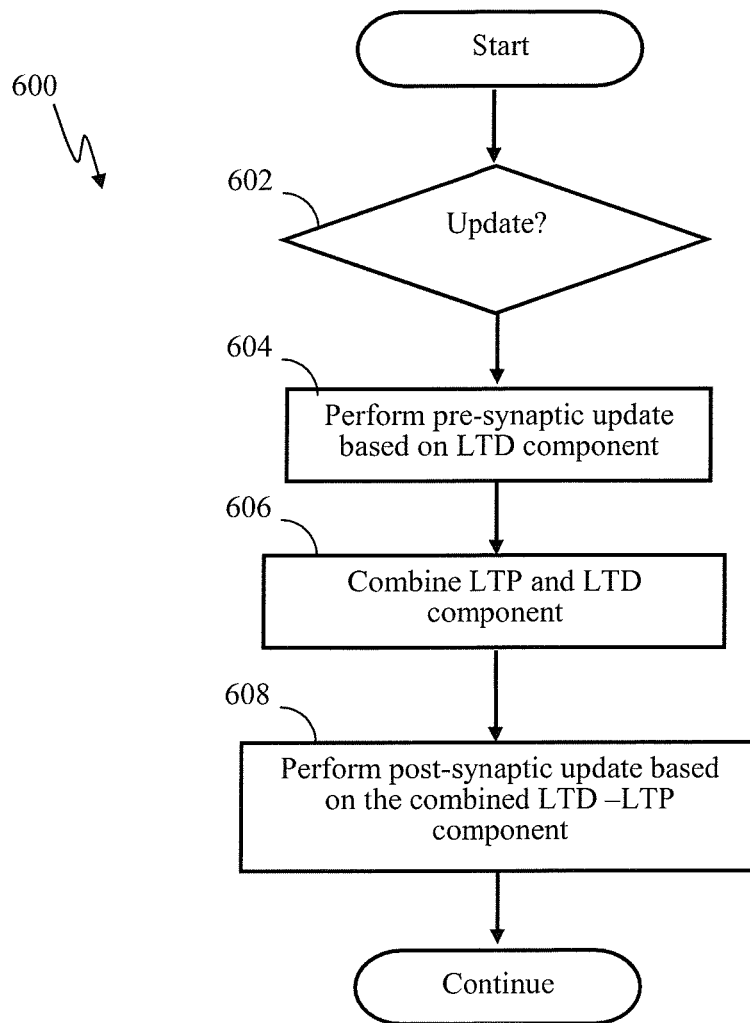 Start
600
602
Update?
604
Perform pre-synaptic update
based on LTD component
606
Combine LTP and LTD
component
608
Perform post-synaptic update based
on the combined LTD –LTP
component
Continue